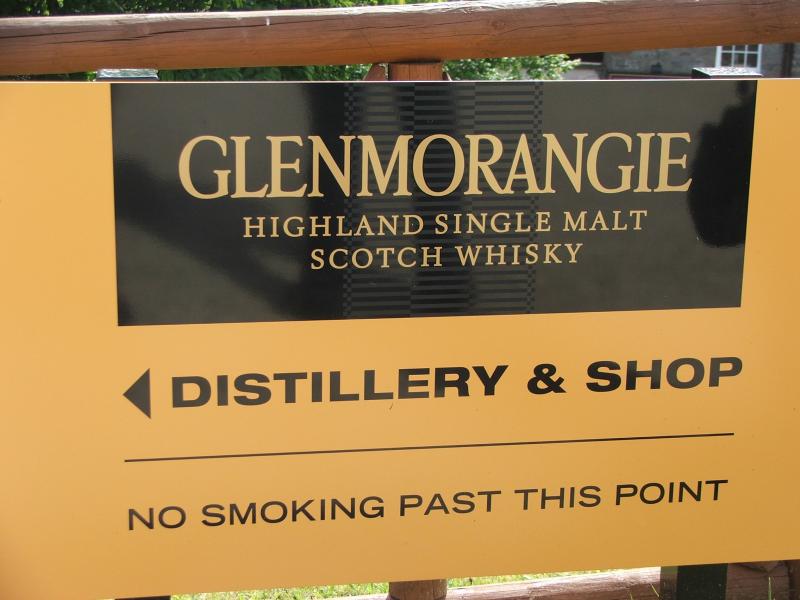 GLENMORANGIE
HIGHLAND SINGLE MALT
SCOTCH WHISKY
DISTILLERY & SHOP
NO SMOKING PAST THIS POINT